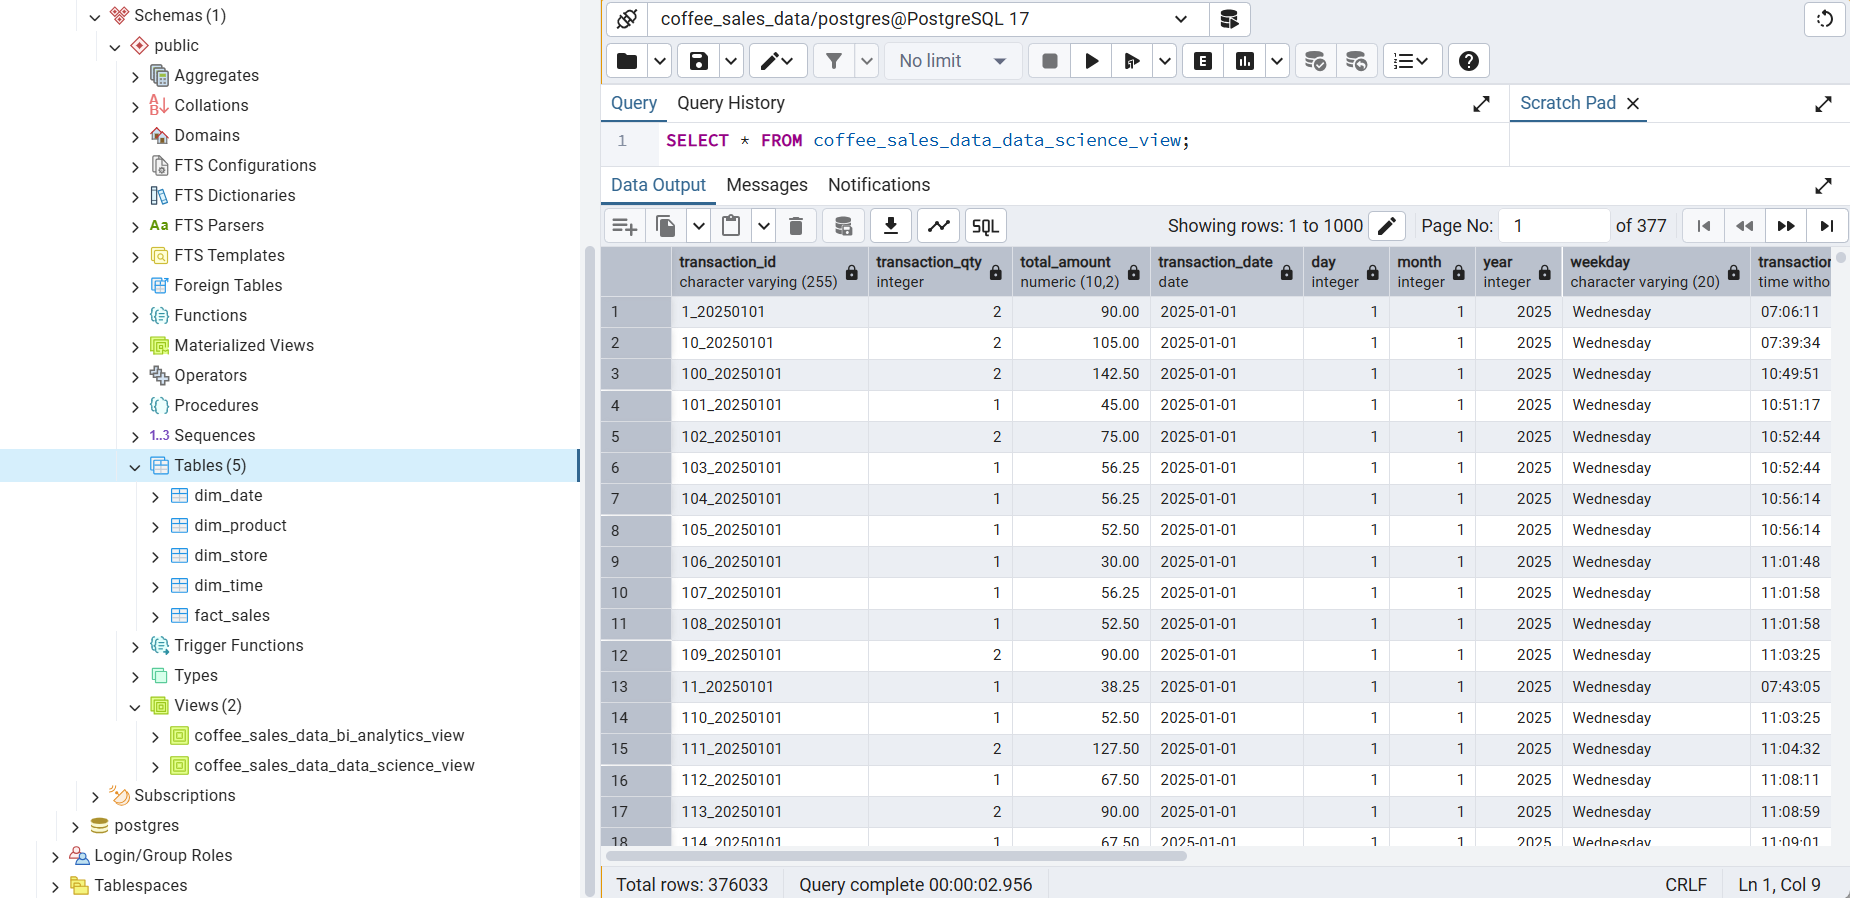 Schemas (1)
public
Aggregates
Collations
Domains
FTS Configurations
FTS Dictionaries
Aa FTS Parsers
FTS Templates
Foreign Tables
Functions
Materialized Views
Operators
Procedures
1..3 Sequences
Tables (5)
dim_date
dim_product
dim_store
dim_time
fact_sales
Trigger Functions
Types
Views (2)
coffee_sales_data_bi_analytics_view
coffee_sales_data_data_science_view
Subscriptions
postgres
Login/Group Roles
Tablespaces
coffee_sales_data/postgres@PostgreSQL 17
No limit
E
Query Query History
Scratch Pad
1 SELECT * FROM coffee_sales_data_data_science_view;
Data Output Messages Notifications
SQL Showing rows: 1 to 1000 Page No: 1 of 377
transaction_id transaction_qty total_amount transaction_date day month year weekday transaction
character varying (255) integer numeric (10,2) date integer integer integer character varying (20) time witho
1 1_20250101 2 90.00 2025-01-01 1 1 2025 Wednesday 07:06:11
2 10_20250101 2 105.00 2025-01-01 1 1 2025 Wednesday 07:39:34
3 100_20250101 2 142.50 2025-01-01 1 1 2025 Wednesday 10:49:51
4 101_20250101 1 45.00 2025-01-01 1 1 2025 Wednesday 10:51:17
5 102_20250101 2 75.00 2025-01-01 1 1 2025 Wednesday 10:52:44
6 103_20250101 1 56.25 2025-01-01 1 1 2025 Wednesday 10:52:44
7 104_20250101 1 56.25 2025-01-01 1 1 2025 Wednesday 10:56:14
8 105_20250101 1 52.50 2025-01-01 1 1 2025 Wednesday 10:56:14
9 106_20250101 1 30.00 2025-01-01 1 1 2025 Wednesday 11:01:48
10 107_20250101 1 56.25 2025-01-01 1 1 2025 Wednesday 11:01:58
11 108_20250101 1 52.50 2025-01-01 1 1 2025 Wednesday 11:01:58
12 109_20250101 2 90.00 2025-01-01 1 1 2025 Wednesday 11:03:25
13 11_20250101 1 38.25 2025-01-01 1 1 2025 Wednesday 07:43:05
14 110_20250101 1 52.50 2025-01-01 1 1 2025 Wednesday 11:03:25
15 111_20250101 2 127.50 2025-01-01 1 1 2025 Wednesday 11:04:32
16 112_20250101 1 67.50 2025-01-01 1 1 2025 Wednesday 11:08:11
17 113_20250101 2 90.00 2025-01-01 1 1 2025 Wednesday 11:08:59
18 114_20250101 1 67.50 2025-01-01 1 1 2025 Wednesday 11:09:01
Total rows: 376033 Query complete 00:00:02.956 CRLF Ln 1, Col 9